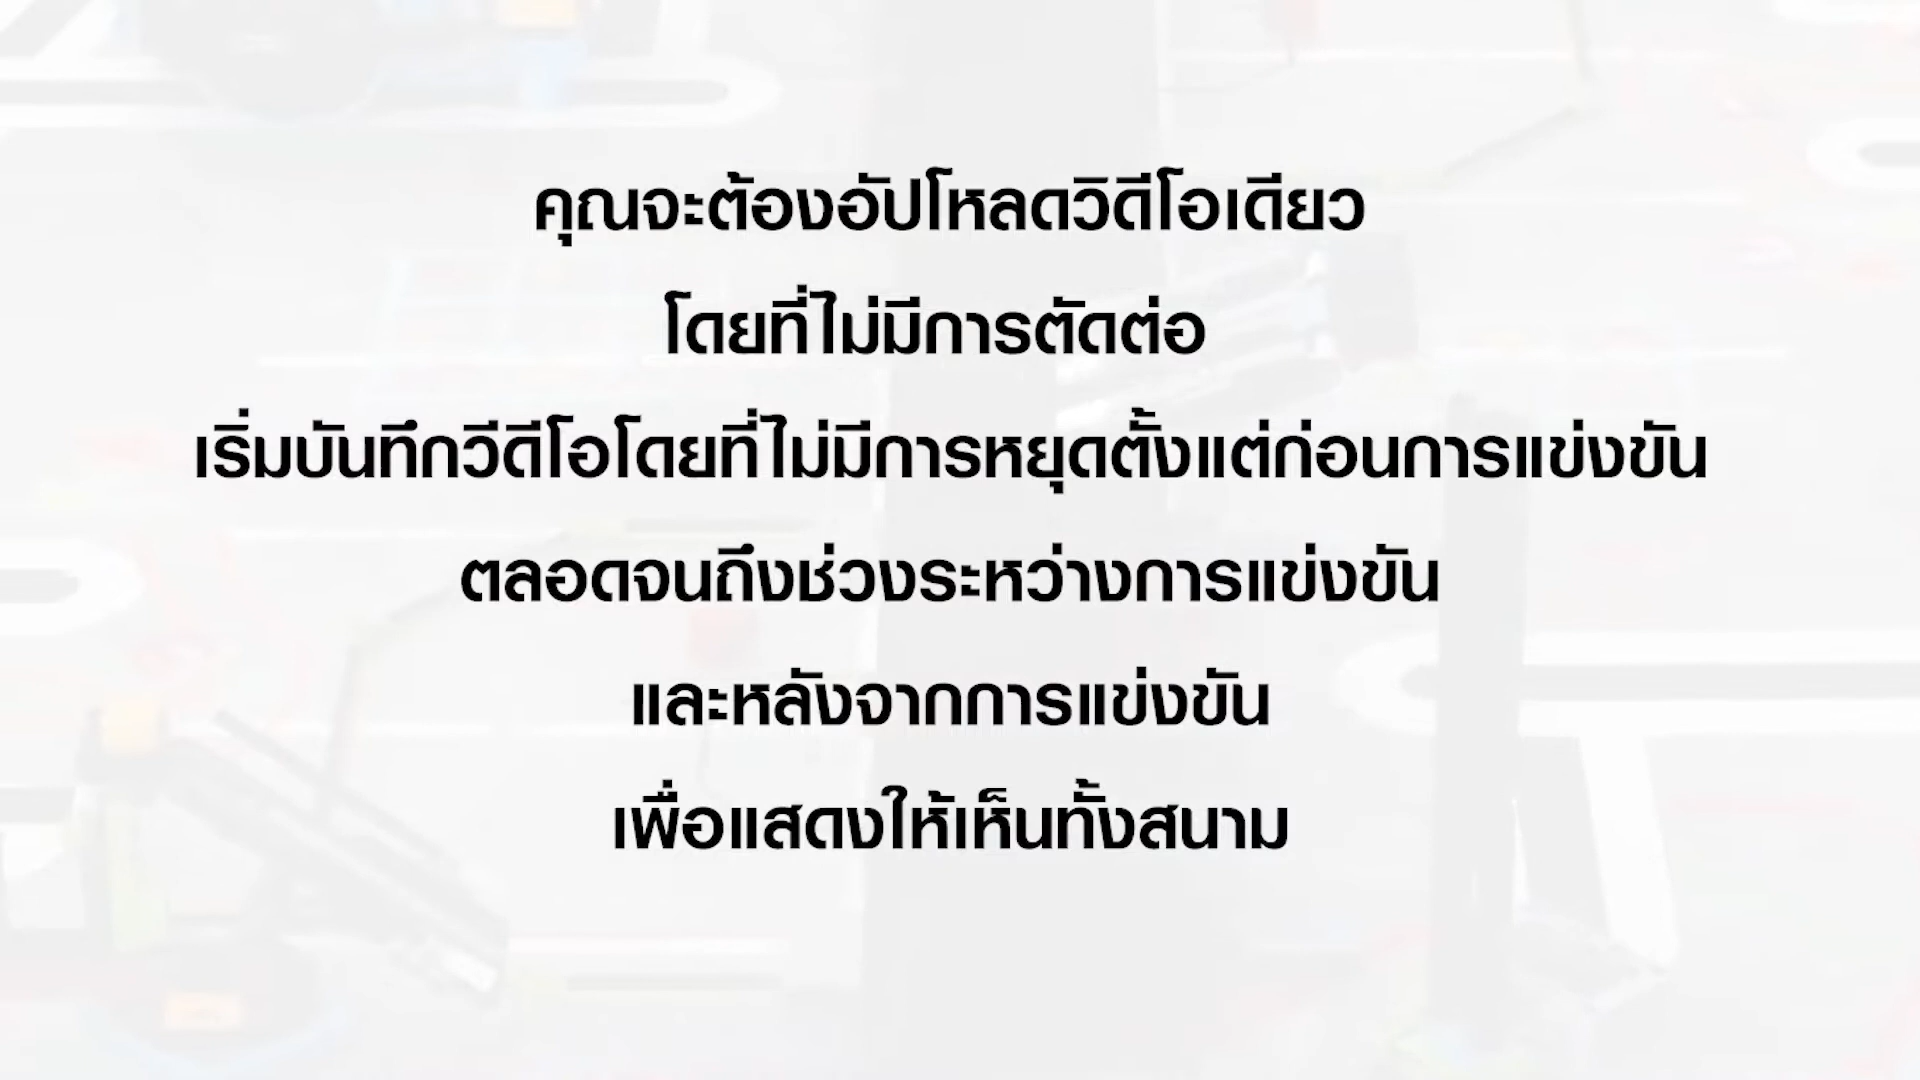 คุณจะต้องอัปโหลดวิดีโอเดียว
โดยที่ไม่มีการตัดต่อ
เริ่มบันทึกวีดีโอโดยที่ไม่มีการหยุดตั้งแต่ก่อนการแข่งขัน
ตลอดจนถึงช่วงระหว่างการแข่งขัน
และหลังจากการแข่งขัน
เพื่อแสดงให้เห็นทั้งสนาม